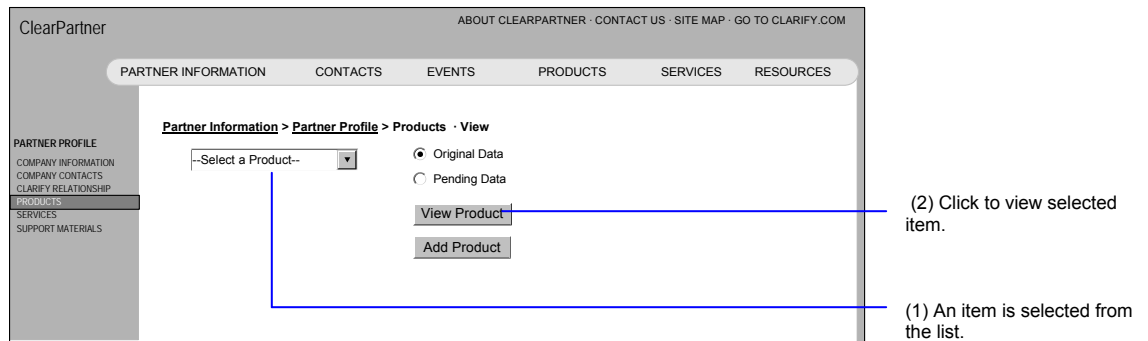 ClearPartner
ABOUT CLEARPARTNER · CONTACT US · SITE MAP · GO TO CLARIFY.COM
PARTNER INFORMATION CONTACTS EVENTS PRODUCTS SERVICES RESOURCES
Partner Information > Partner Profile > Products · View
PARTNER PROFILE
COMPANY INFORMATION
COMPANY CONTACTS
CLARIFY RELATIONSHIP
PRODUCTS
SERVICES
SUPPORT MATERIALS
--Select a Product--
Original Data
Pending Data
View Product
Add Product
(2) Click to view selected
item.
(1) An item is selected from
the list.